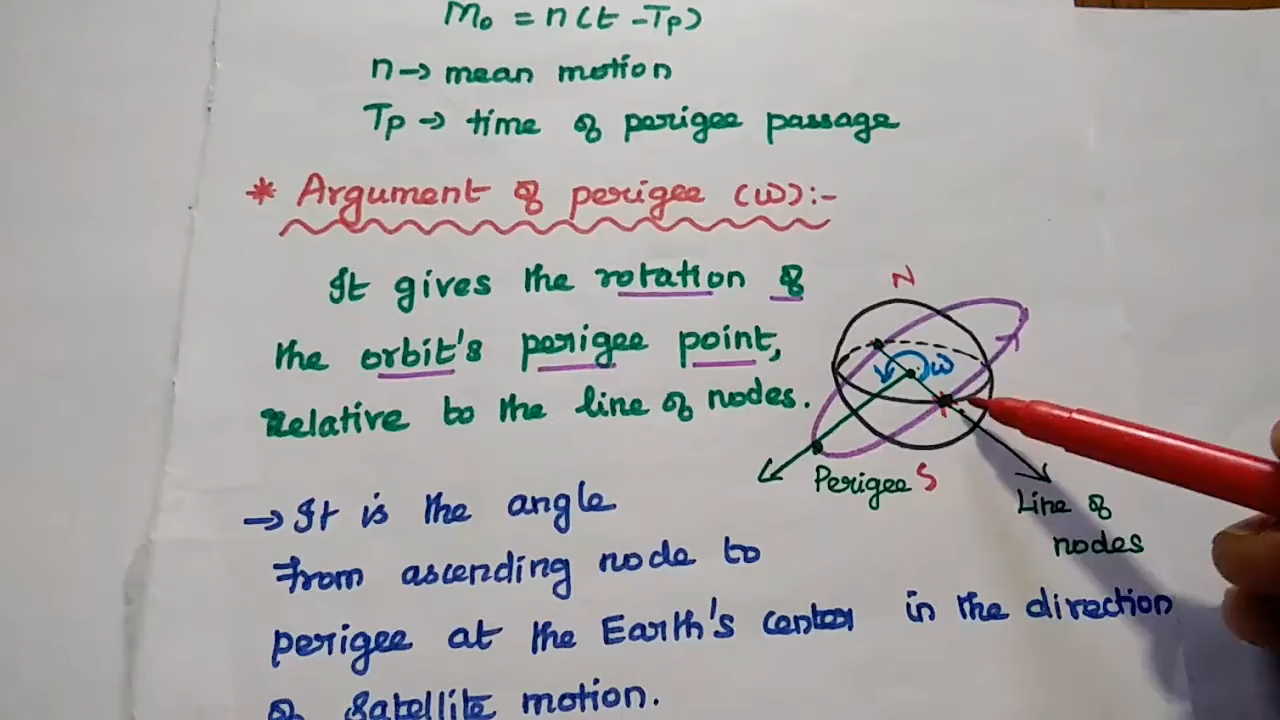 M₀ = n(t - Tp)
n → mean motion
Tp → time of perigee passage
* Argument of perigee (ω):-
It gives the rotation of
the orbit's perigee point,
relative to the line of nodes.
N
ω
Perigee S
Line of
nodes
→ It is the angle
from ascending node to
perigee at the Earth's center in the direction
of satellite motion.